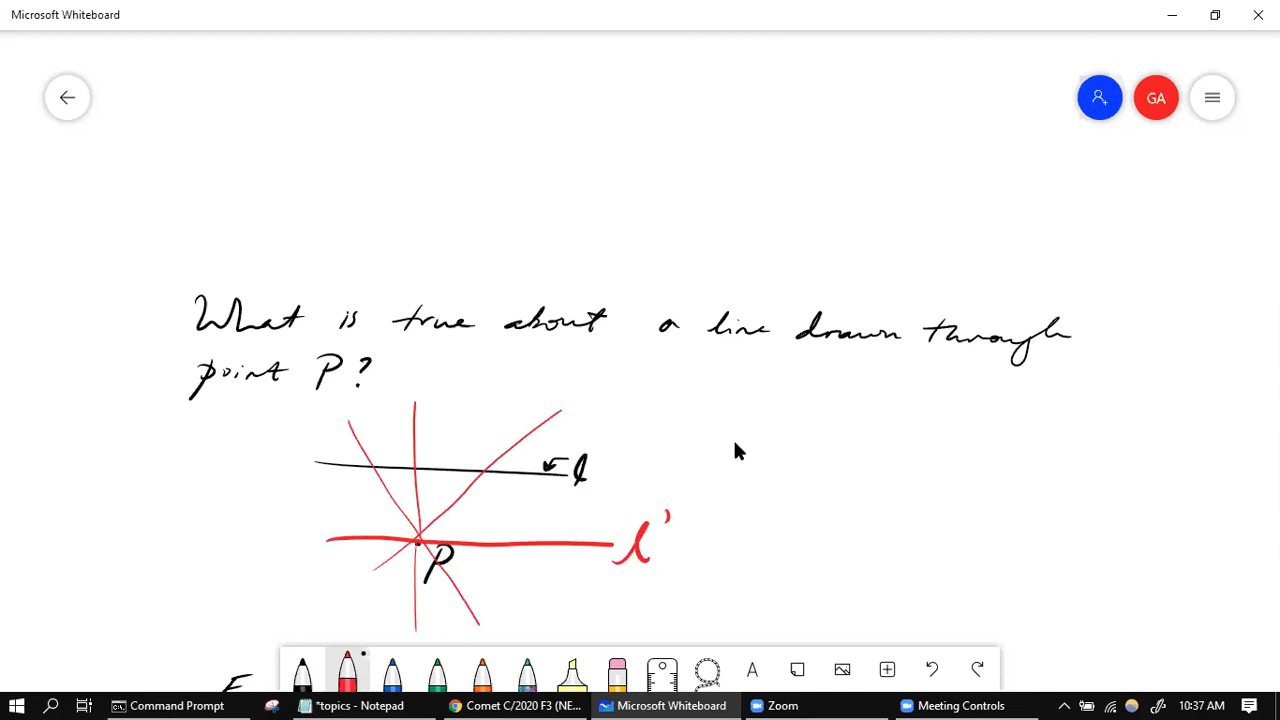 Microsoft Whiteboard
GA
What is true about a line drawn through
point P?
l
l'
P
E
A
Command Prompt
*topics - Notepad
Comet C/2020 F3 (NE...
Microsoft Whiteboard
Zoom
Meeting Controls
10:37 AM